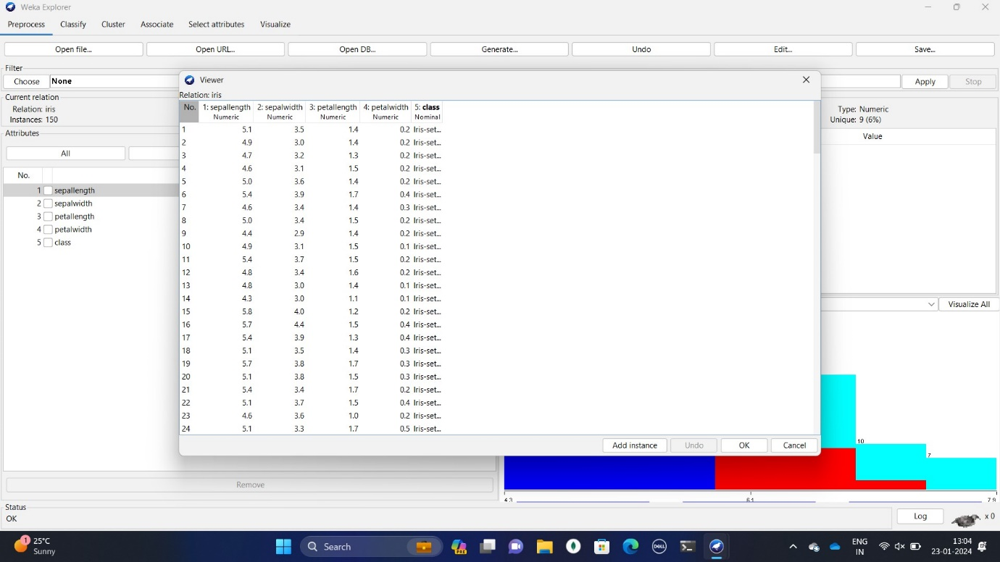 Weka Explorer
Preprocess Classify Cluster Associate Select attributes Visualize
Open file... Open URL... Open DB... Generate... Undo Edit... Save...
Filter
Choose None Apply Stop
Current relation
Relation: iris
Instances: 150
Type: Numeric
Unique: 9 (6%)
Attributes
Value
All
No.
1 sepallength
2 sepalwidth
3 petallength
4 petalwidth
5 class
Viewer
Relation: iris
No. 1: sepallength 2: sepalwidth 3: petallength 4: petalwidth 5: class
Numeric Numeric Numeric Numeric Nominal
1 5.1 3.5 1.4 0.2 Iris-set...
2 4.9 3.0 1.4 0.2 Iris-set...
3 4.7 3.2 1.3 0.2 Iris-set...
4 4.6 3.1 1.5 0.2 Iris-set...
5 5.0 3.6 1.4 0.2 Iris-set...
6 5.4 3.9 1.7 0.4 Iris-set...
7 4.6 3.4 1.4 0.3 Iris-set...
8 5.0 3.4 1.5 0.2 Iris-set...
9 4.4 2.9 1.4 0.2 Iris-set...
10 4.9 3.1 1.5 0.1 Iris-set...
11 5.4 3.7 1.5 0.2 Iris-set...
12 4.8 3.4 1.6 0.2 Iris-set...
13 4.8 3.0 1.4 0.1 Iris-set...
14 4.3 3.0 1.1 0.1 Iris-set...
15 5.8 4.0 1.2 0.2 Iris-set...
16 5.7 4.4 1.5 0.4 Iris-set...
17 5.4 3.9 1.3 0.4 Iris-set...
18 5.1 3.5 1.4 0.3 Iris-set...
19 5.7 3.8 1.7 0.3 Iris-set...
20 5.1 3.8 1.5 0.3 Iris-set...
21 5.4 3.4 1.7 0.2 Iris-set...
22 5.1 3.7 1.5 0.4 Iris-set...
23 4.6 3.6 1.0 0.2 Iris-set...
24 5.1 3.3 1.7 0.5 Iris-set...
Add instance Undo OK Cancel
Visualize All
10
7
4.3 6.1 7.9
Remove
Status
OK
Log x 0
1 25°C
Sunny
Search
PRE
DELL
ENG
IN
13:04
23-01-2024